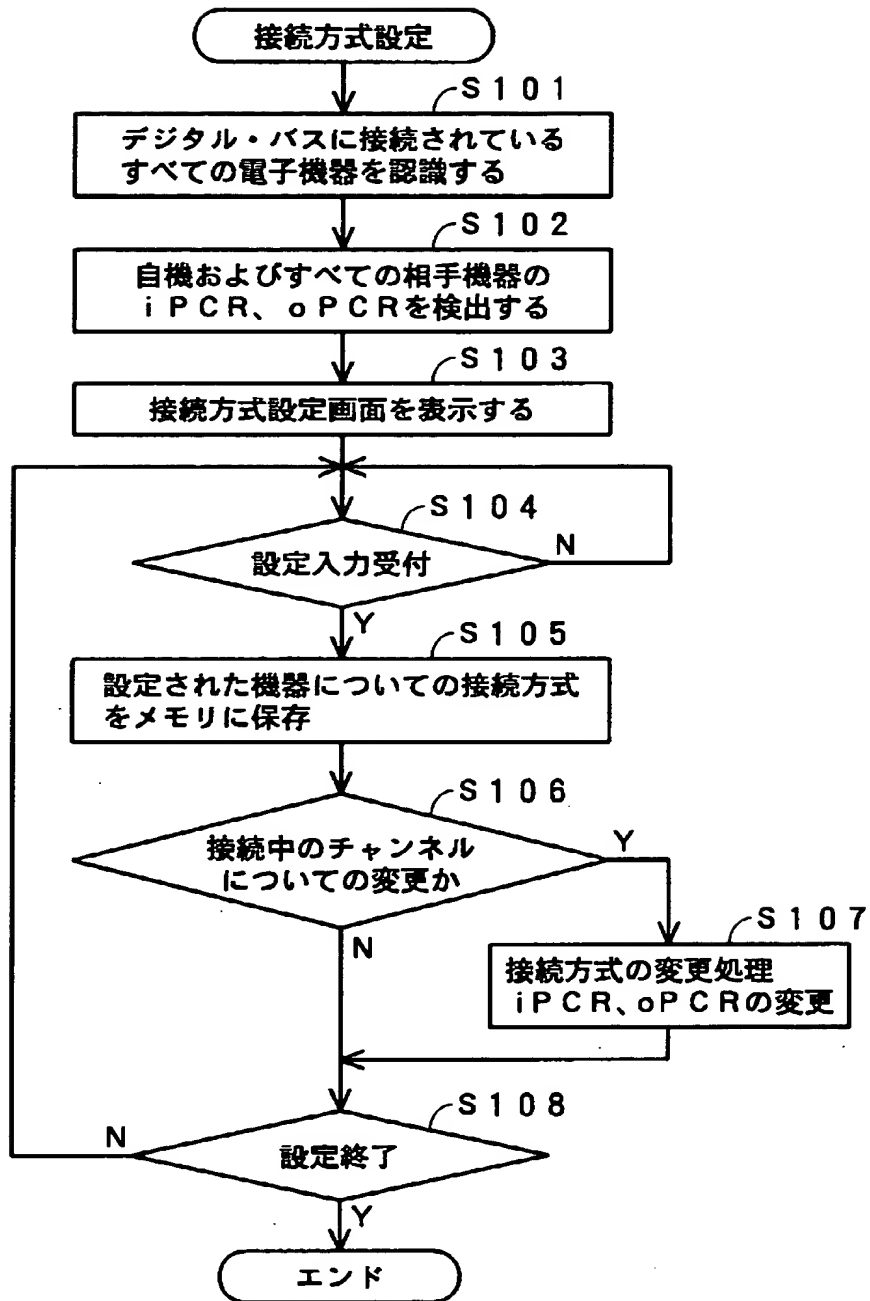 接続方式設定
S101
デジタル・バスに接続されている
すべての電子機器を認識する
S102
自機およびすべての相手機器の
iPCR、oPCRを検出する
S103
接続方式設定画面を表示する
S104
設定入力受付
N
Y
S105
設定された機器についての接続方式
をメモリに保存
S106
接続中のチャンネル
についての変更か
Y
N
S107
接続方式の変更処理
iPCR、oPCRの変更
S108
設定終了
N
Y
エンド